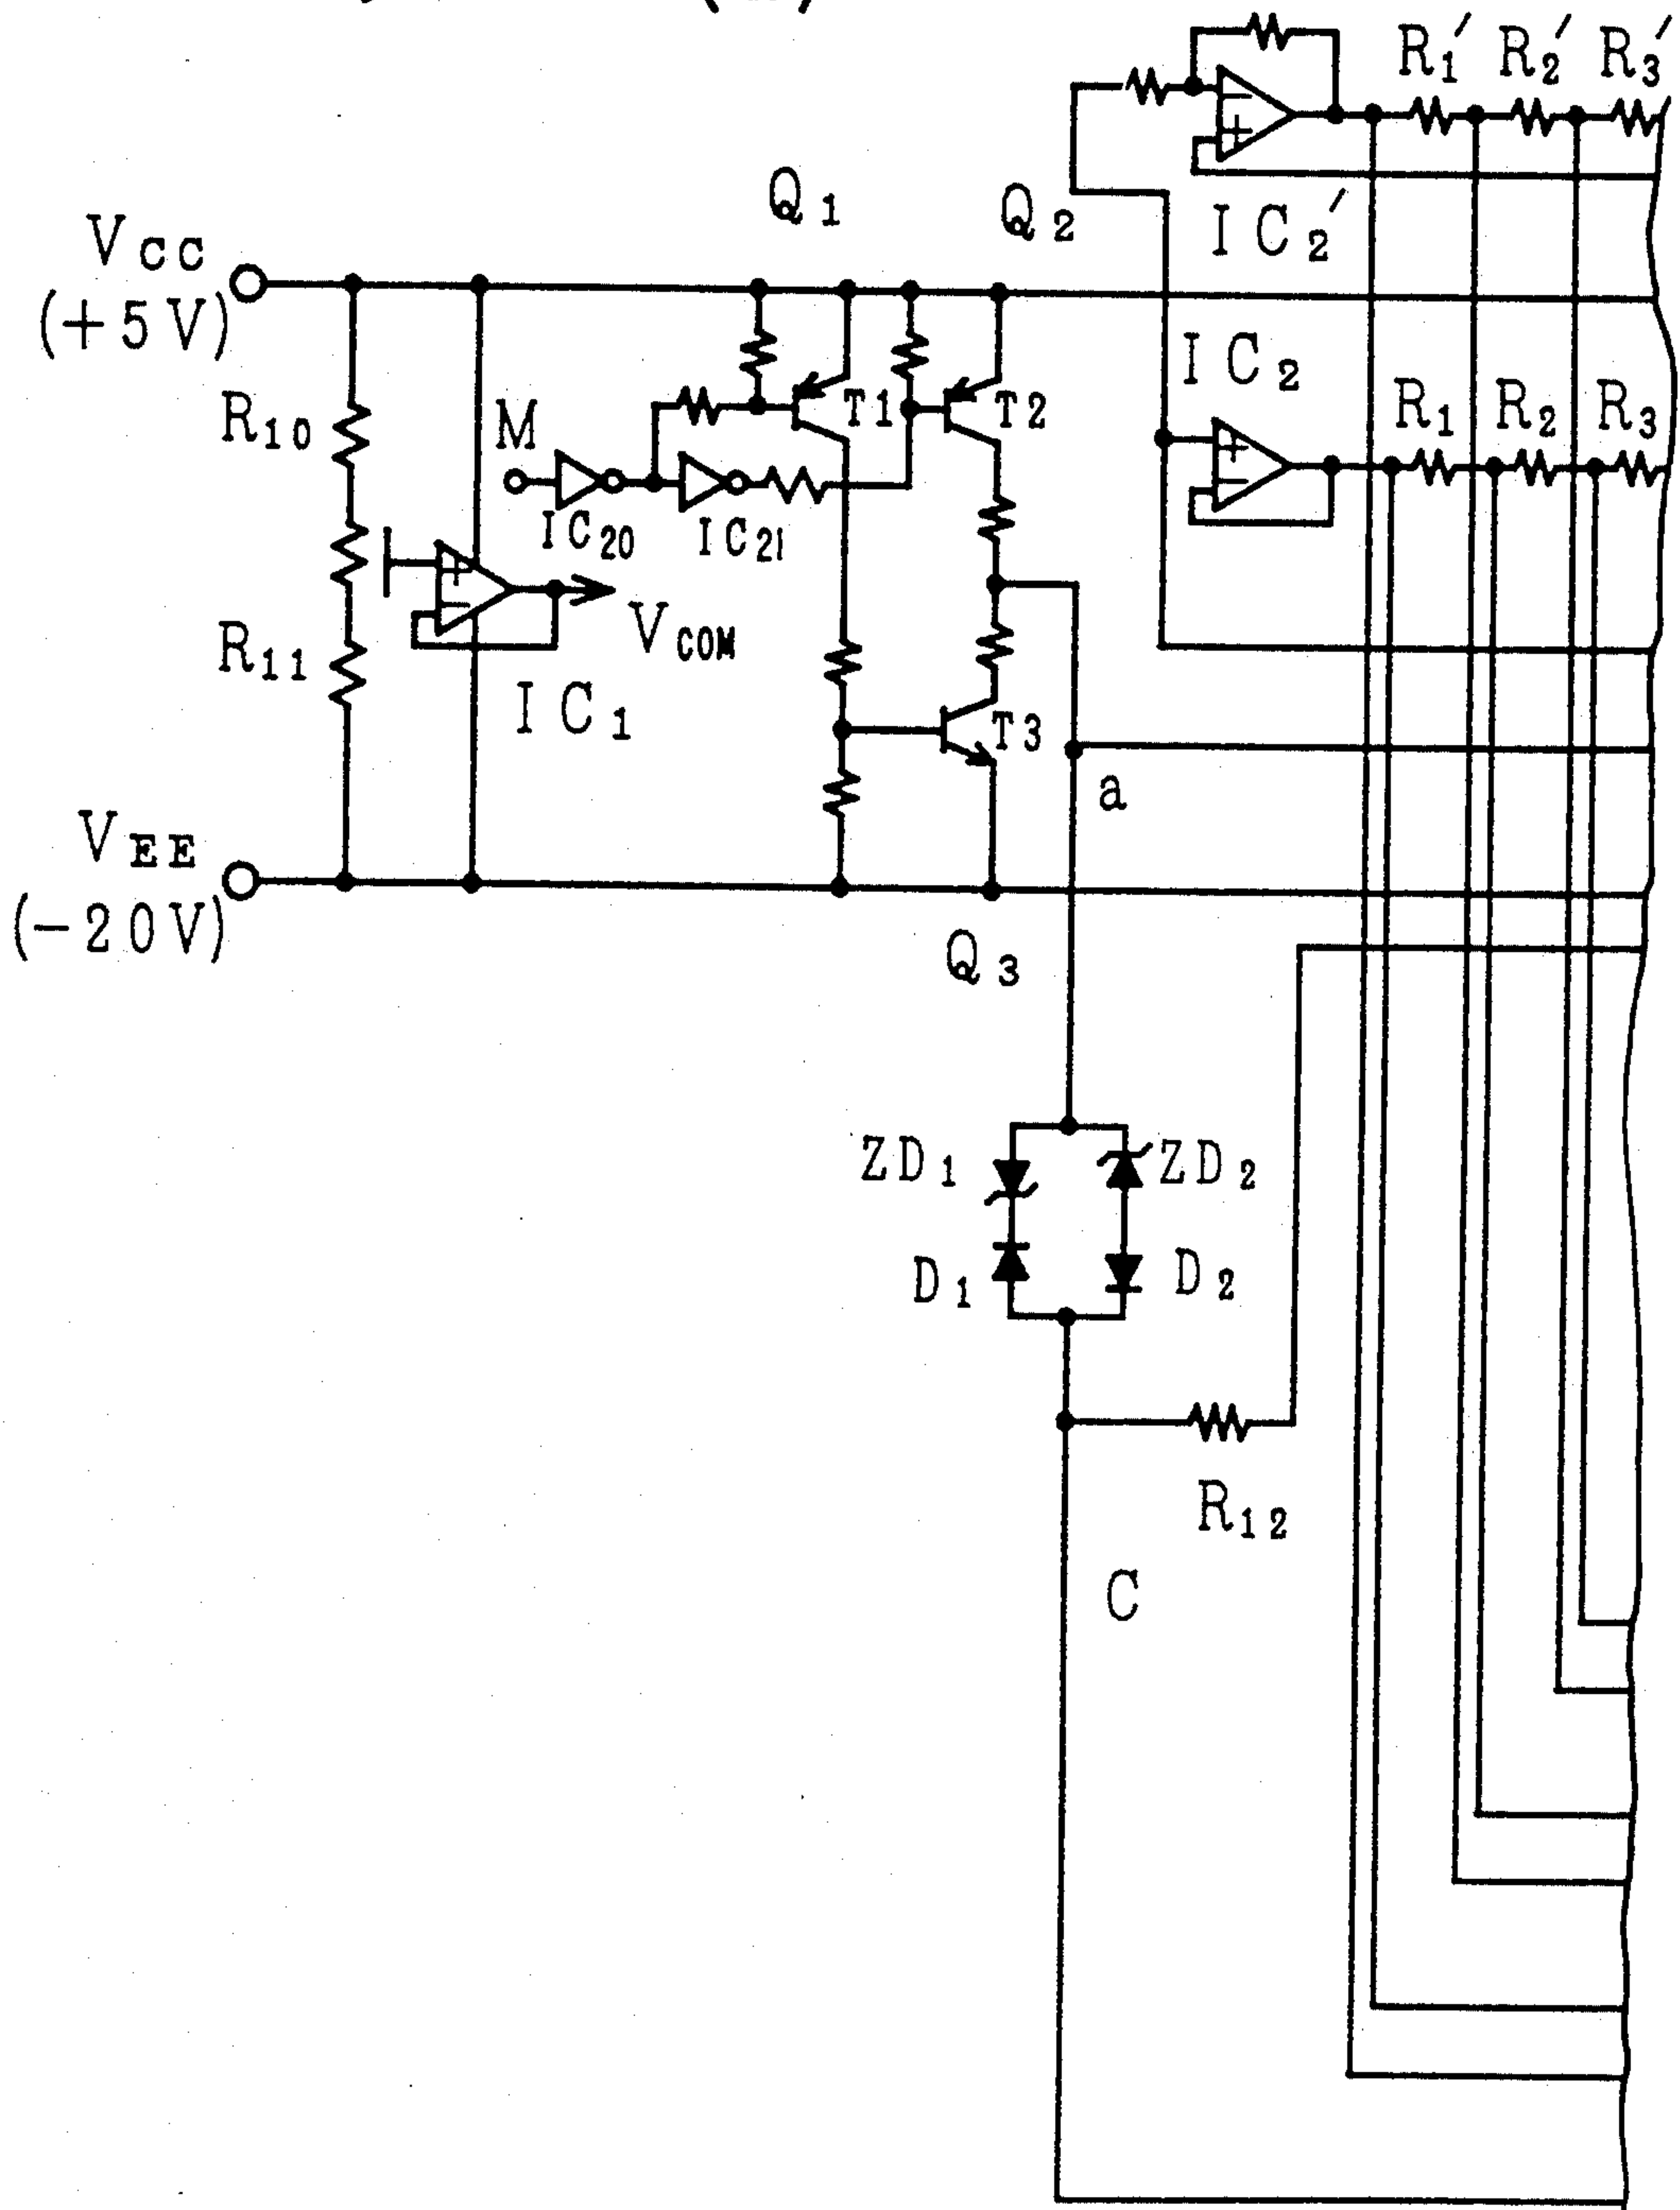 R₁′ R₂′ R₃′
Q₁
Q₂
IC₂′
VCC
(+5V)
IC₂
R₁₀
M
T1
T2
R₁ R₂ R₃
IC₂₀
IC₂₁
VCOM
R₁₁
IC₁
T3
a
VEE
(-20V)
Q₃
ZD₁
ZD₂
D₁
D₂
R₁₂
C